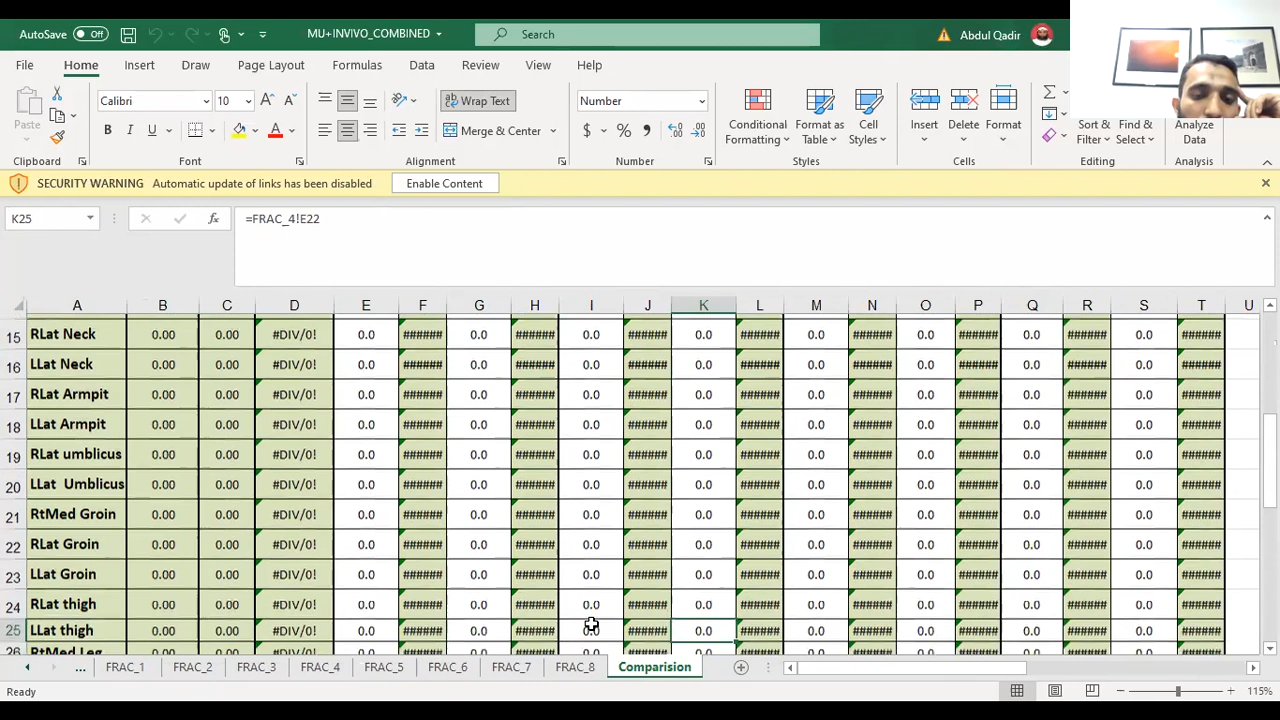 AutoSave Off MU+INVIVO_COMBINED Search Abdul Qadir
File Home Insert Draw Page Layout Formulas Data Review View Help
Paste Calibri 10 A A Wrap Text Number Conditional Formatting Format as Table Cell Styles Insert Delete Format Sort & Filter Find & Select Analyze Data
B I U A Merge & Center $ % ,
Clipboard Font Alignment Number Styles Cells Editing Analysis
SECURITY WARNING Automatic update of links has been disabled Enable Content
K25 fx =FRAC_4!E22
A B C D E F G H I J K L M N O P Q R S T U
15 RLat Neck 0.00 0.00 #DIV/0! 0.0 ###### 0.0 ###### 0.0 ###### 0.0 ###### 0.0 ###### 0.0 ###### 0.0 ###### 0.0 ######
16 LLat Neck 0.00 0.00 #DIV/0! 0.0 ###### 0.0 ###### 0.0 ###### 0.0 ###### 0.0 ###### 0.0 ###### 0.0 ###### 0.0 ######
17 RLat Armpit 0.00 0.00 #DIV/0! 0.0 ###### 0.0 ###### 0.0 ###### 0.0 ###### 0.0 ###### 0.0 ###### 0.0 ###### 0.0 ######
18 LLat Armpit 0.00 0.00 #DIV/0! 0.0 ###### 0.0 ###### 0.0 ###### 0.0 ###### 0.0 ###### 0.0 ###### 0.0 ###### 0.0 ######
19 RLat umblicus 0.00 0.00 #DIV/0! 0.0 ###### 0.0 ###### 0.0 ###### 0.0 ###### 0.0 ###### 0.0 ###### 0.0 ###### 0.0 ######
20 LLat Umblicus 0.00 0.00 #DIV/0! 0.0 ###### 0.0 ###### 0.0 ###### 0.0 ###### 0.0 ###### 0.0 ###### 0.0 ###### 0.0 ######
21 RtMed Groin 0.00 0.00 #DIV/0! 0.0 ###### 0.0 ###### 0.0 ###### 0.0 ###### 0.0 ###### 0.0 ###### 0.0 ###### 0.0 ######
22 RLat Groin 0.00 0.00 #DIV/0! 0.0 ###### 0.0 ###### 0.0 ###### 0.0 ###### 0.0 ###### 0.0 ###### 0.0 ###### 0.0 ######
23 LLat Groin 0.00 0.00 #DIV/0! 0.0 ###### 0.0 ###### 0.0 ###### 0.0 ###### 0.0 ###### 0.0 ###### 0.0 ###### 0.0 ######
24 RLat thigh 0.00 0.00 #DIV/0! 0.0 ###### 0.0 ###### 0.0 ###### 0.0 ###### 0.0 ###### 0.0 ###### 0.0 ###### 0.0 ######
25 LLat thigh 0.00 0.00 #DIV/0! 0.0 ###### 0.0 ###### 0.0 ###### 0.0 ###### 0.0 ###### 0.0 ###### 0.0 ###### 0.0 ######
26 RtMed Leg
... FRAC_1 FRAC_2 FRAC_3 FRAC_4 FRAC_5 FRAC_6 FRAC_7 FRAC_8 Comparision
Ready 115%